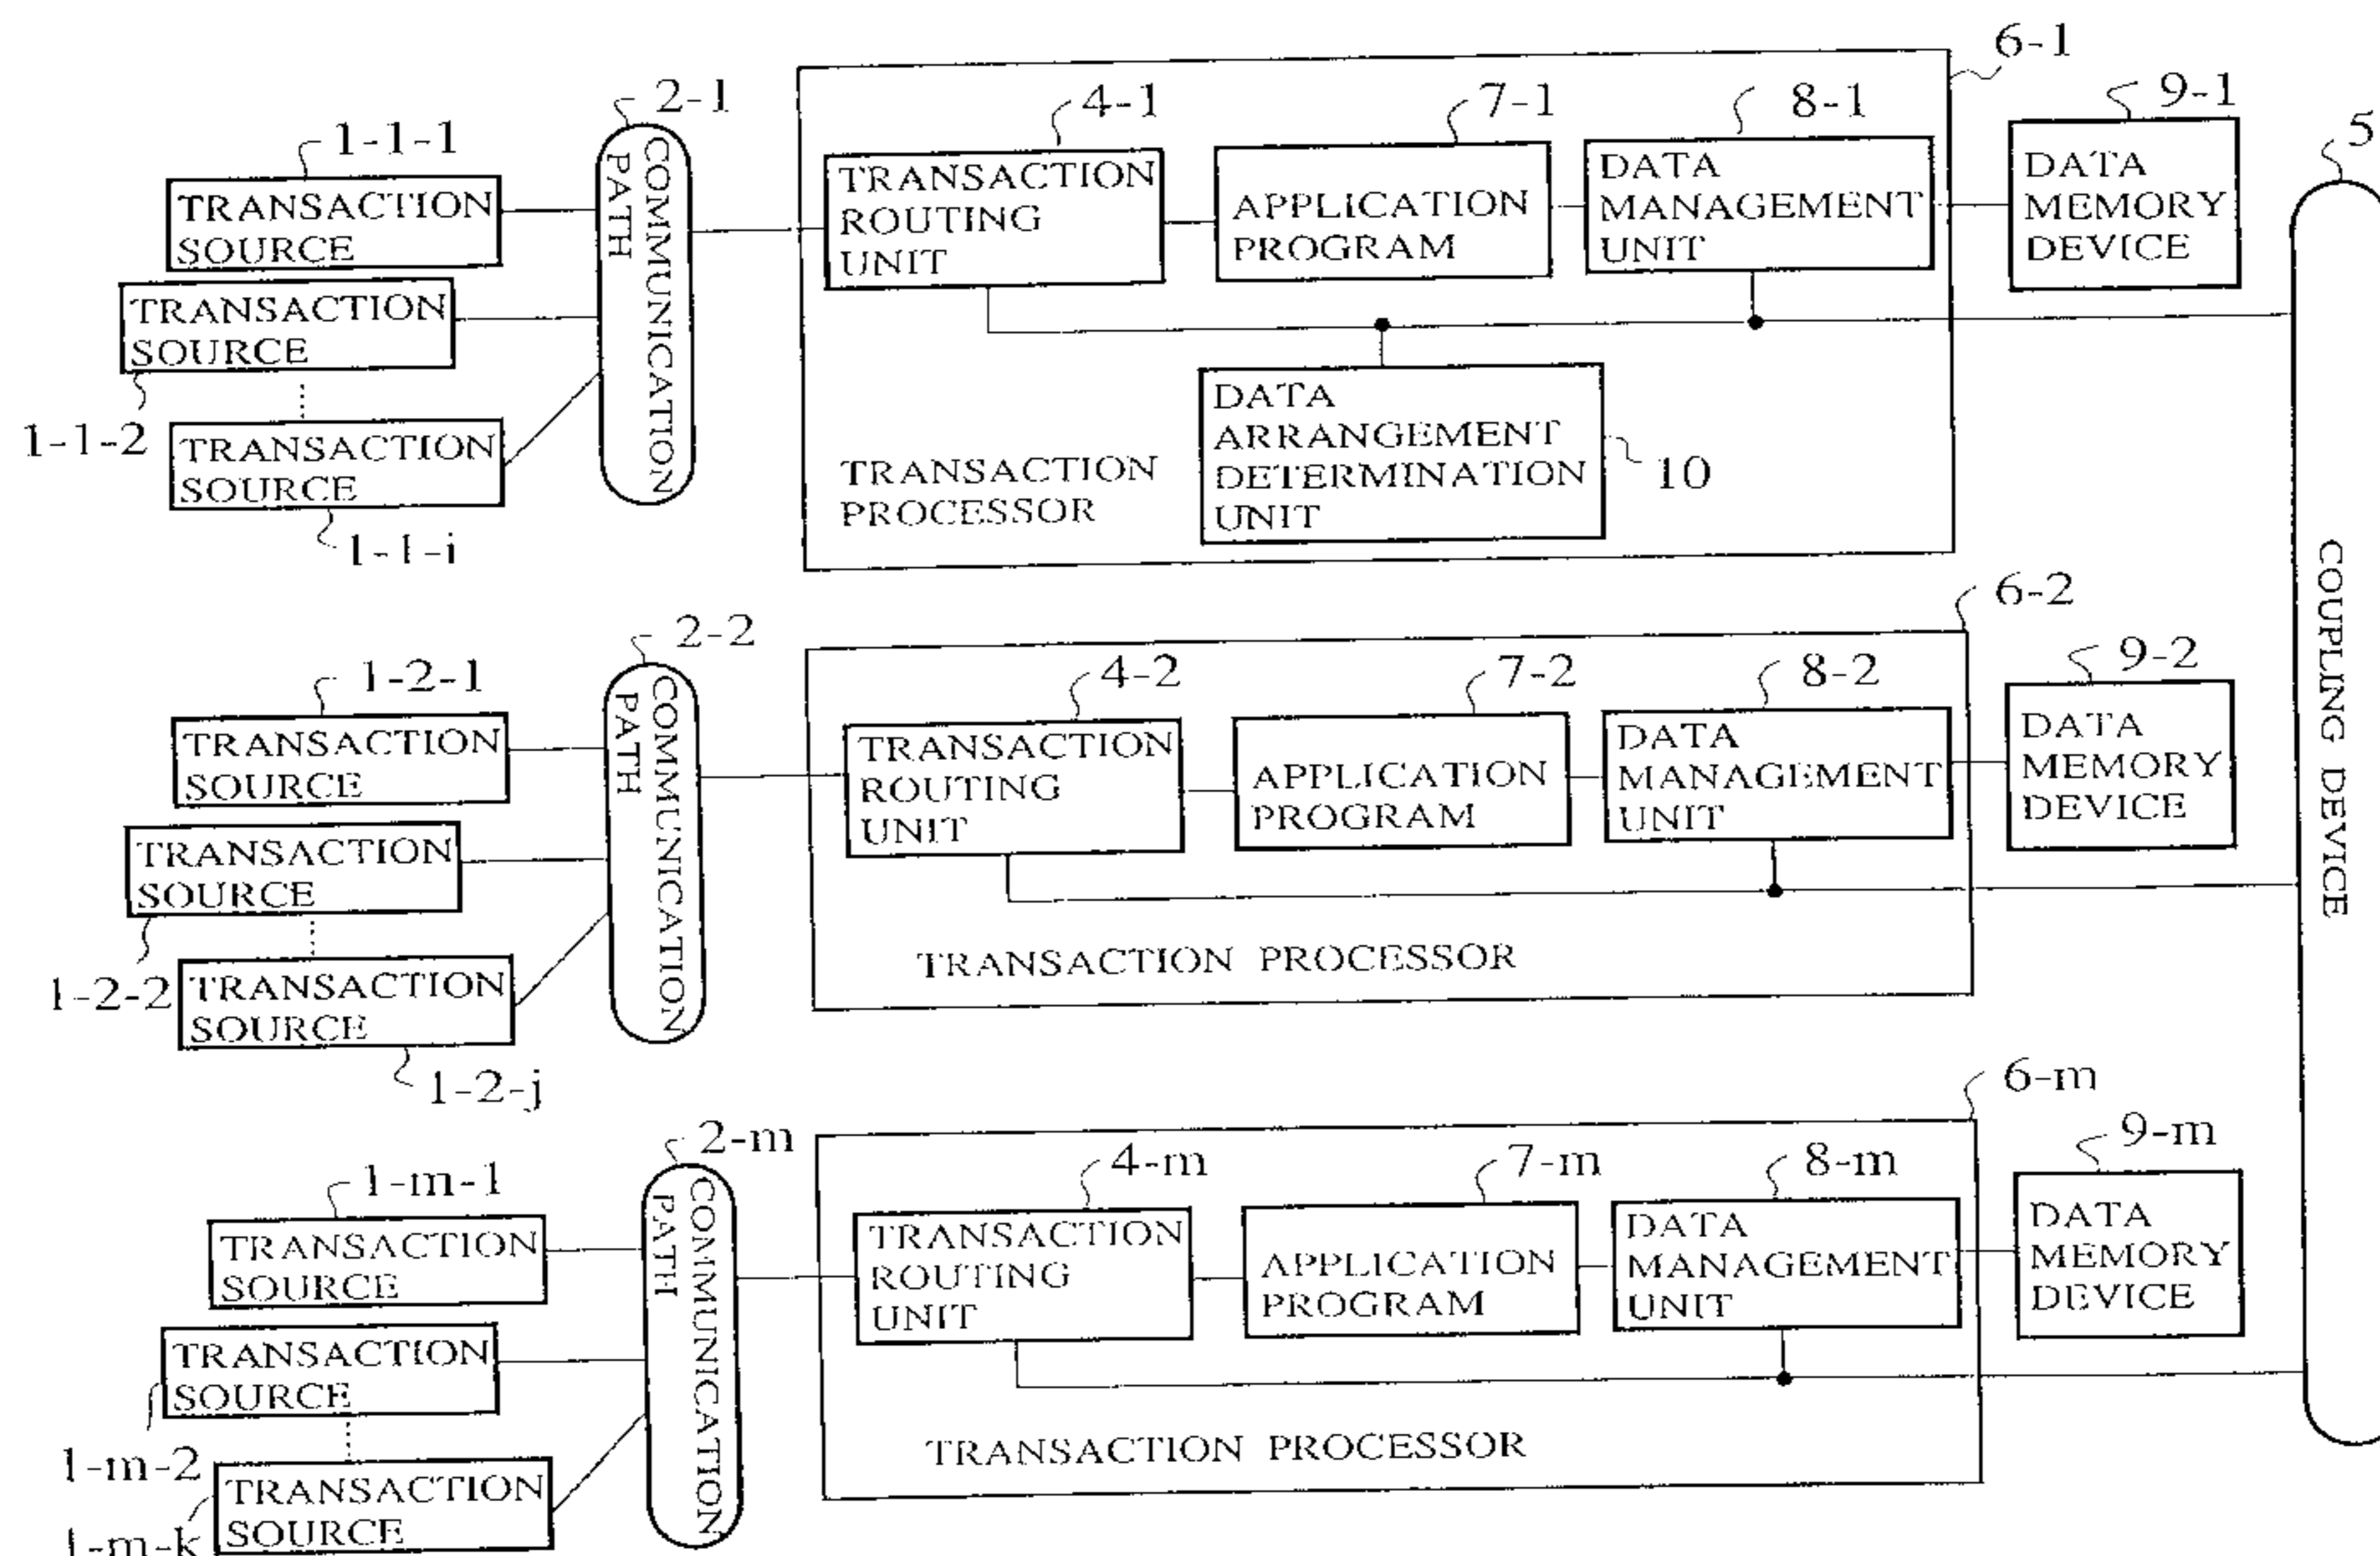 6-1
2-1
4-1
7-1
8-1
9-1
5
1-1-1
TRANSACTION
SOURCE
TRANSACTION
SOURCE
1-1-2
TRANSACTION
SOURCE
1-1-i
COMMUNICATION
PATH
TRANSACTION
ROUTING
UNIT
APPLICATION
PROGRAM
DATA
MANAGEMENT
UNIT
DATA
MEMORY
DEVICE
DATA
ARRANGEMENT
DETERMINATION
UNIT
10
TRANSACTION
PROCESSOR
COUPLING DEVICE
6-2
2-2
4-2
7-2
8-2
9-2
1-2-1
TRANSACTION
SOURCE
TRANSACTION
SOURCE
1-2-2
TRANSACTION
SOURCE
1-2-j
COMMUNICATION
PATH
TRANSACTION
ROUTING
UNIT
APPLICATION
PROGRAM
DATA
MANAGEMENT
UNIT
DATA
MEMORY
DEVICE
TRANSACTION PROCESSOR
6-m
2-m
4-m
7-m
8-m
9-m
1-m-1
TRANSACTION
SOURCE
TRANSACTION
SOURCE
1-m-2
TRANSACTION
SOURCE
1-m-k
COMMUNICATION
PATH
TRANSACTION
ROUTING
UNIT
APPLICATION
PROGRAM
DATA
MANAGEMENT
UNIT
DATA
MEMORY
DEVICE
TRANSACTION PROCESSOR